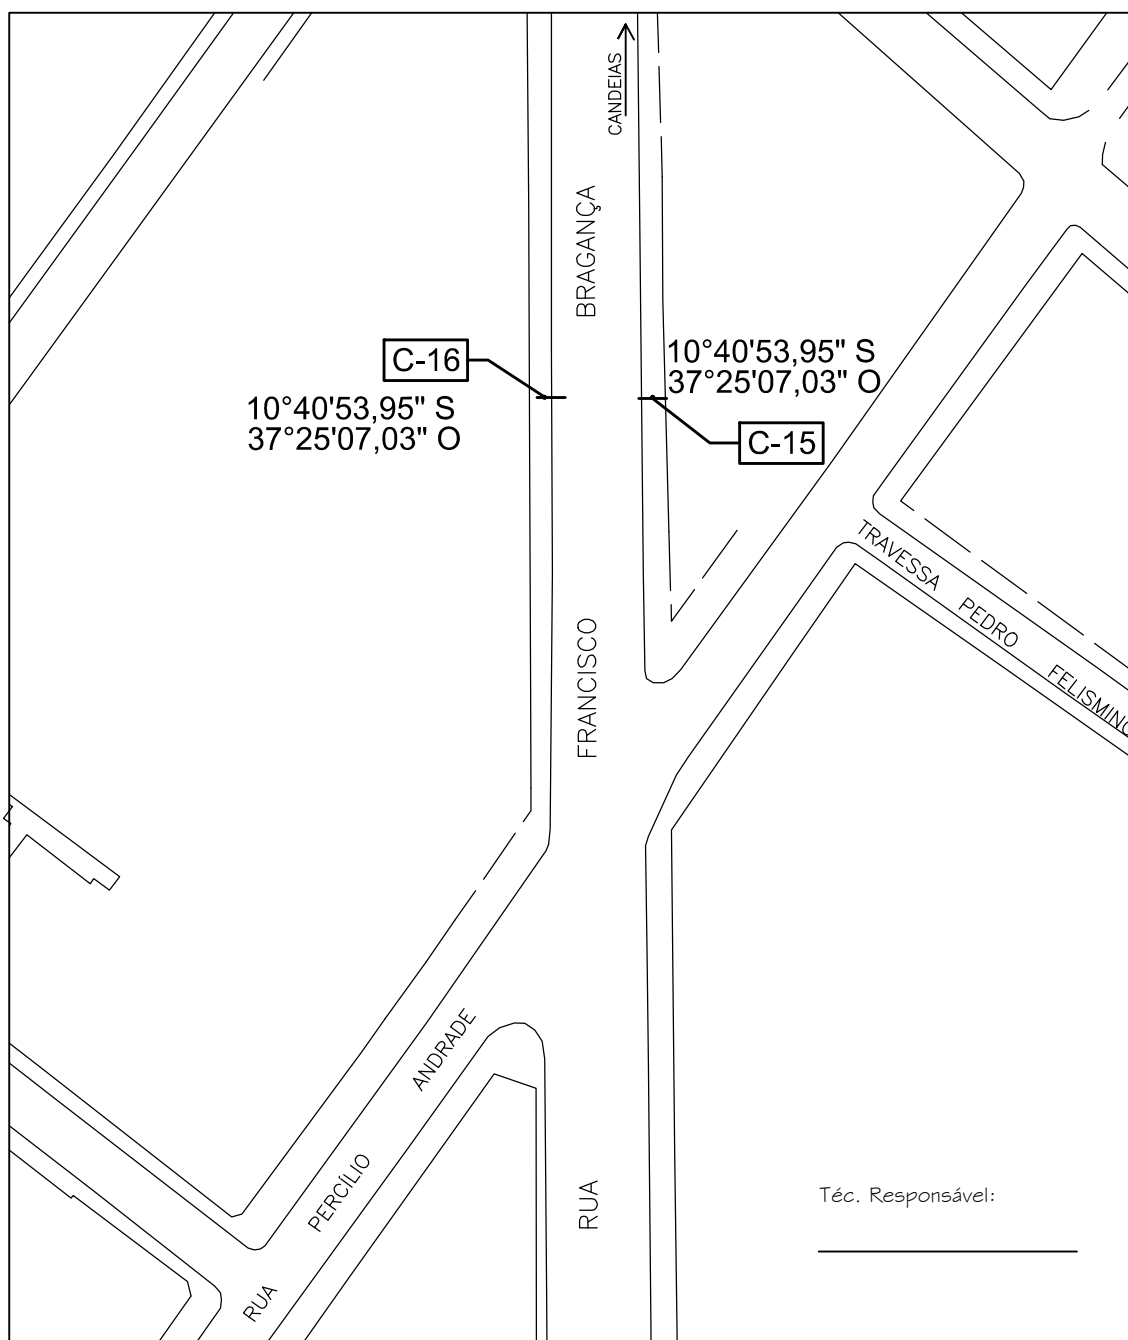 CANDEIAS
BRAGANÇA
C-16
10°40'53,95" S
37°25'07,03" O
10°40'53,95" S
37°25'07,03" O
C-15
TRAVESSA PEDRO FELISMINO
FRANCISCO
ANDRADE
PERCÍLIO
RUA
RUA
Téc. Responsável: